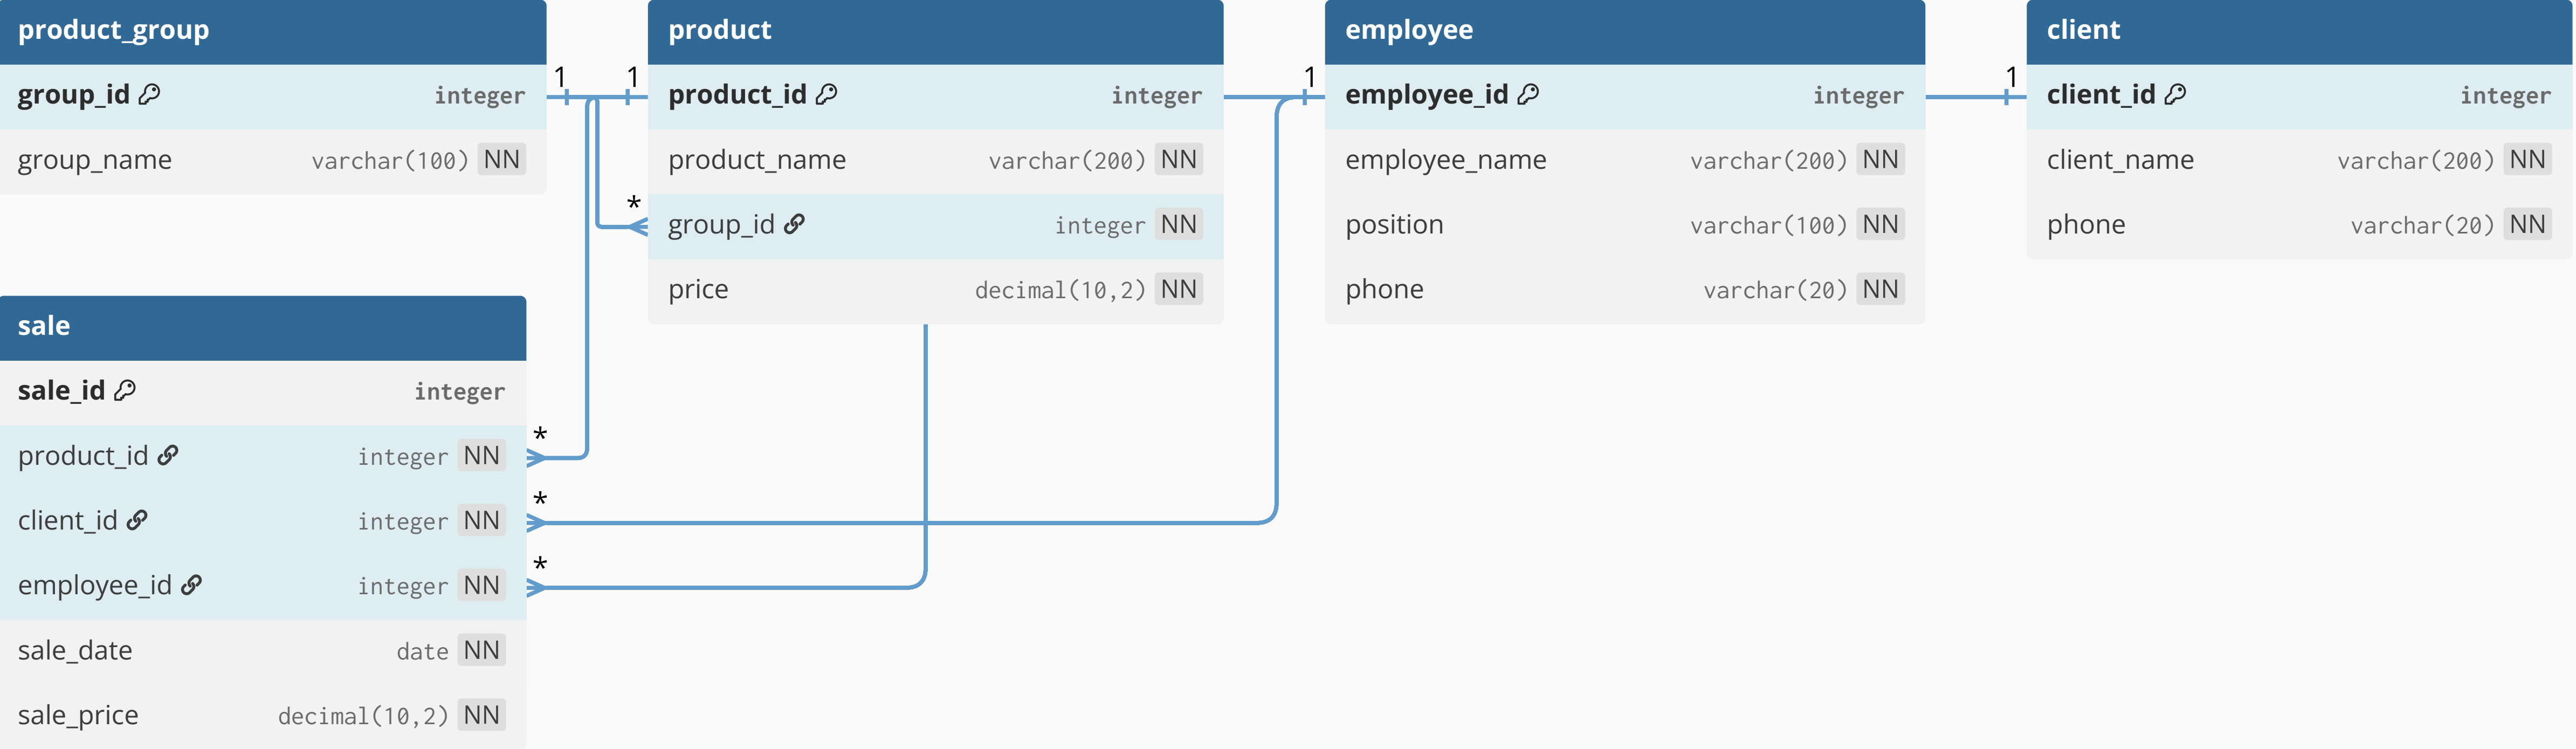 product_group
group_id integer
group_name varchar(100) NN
1
1
product
product_id integer
product_name varchar(200) NN
*
group_id integer NN
price decimal(10,2) NN
1
employee
employee_id integer
employee_name varchar(200) NN
position varchar(100) NN
phone varchar(20) NN
1
client
client_id integer
client_name varchar(200) NN
phone varchar(20) NN
sale
sale_id integer
product_id integer NN *
client_id integer NN *
employee_id integer NN *
sale_date date NN
sale_price decimal(10,2) NN